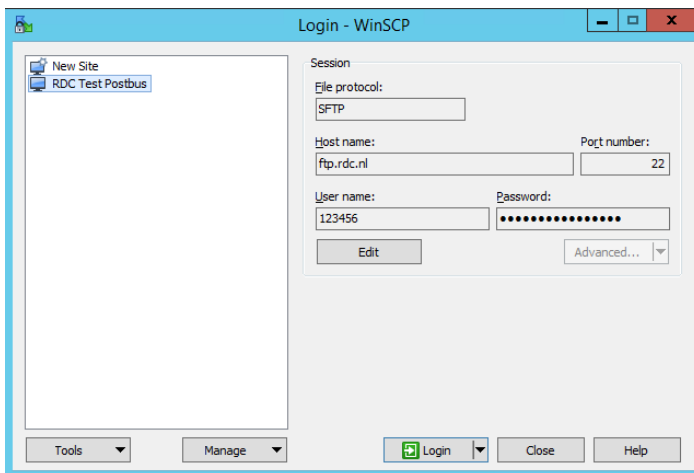 Login - WinSCP
New Site
RDC Test Postbus
Session
File protocol:
SFTP
Host name:
Port number:
ftp.rdc.nl
22
User name:
Password:
123456
••••••••••••••••
Edit
Advanced...
Tools
Manage
Login
Close
Help